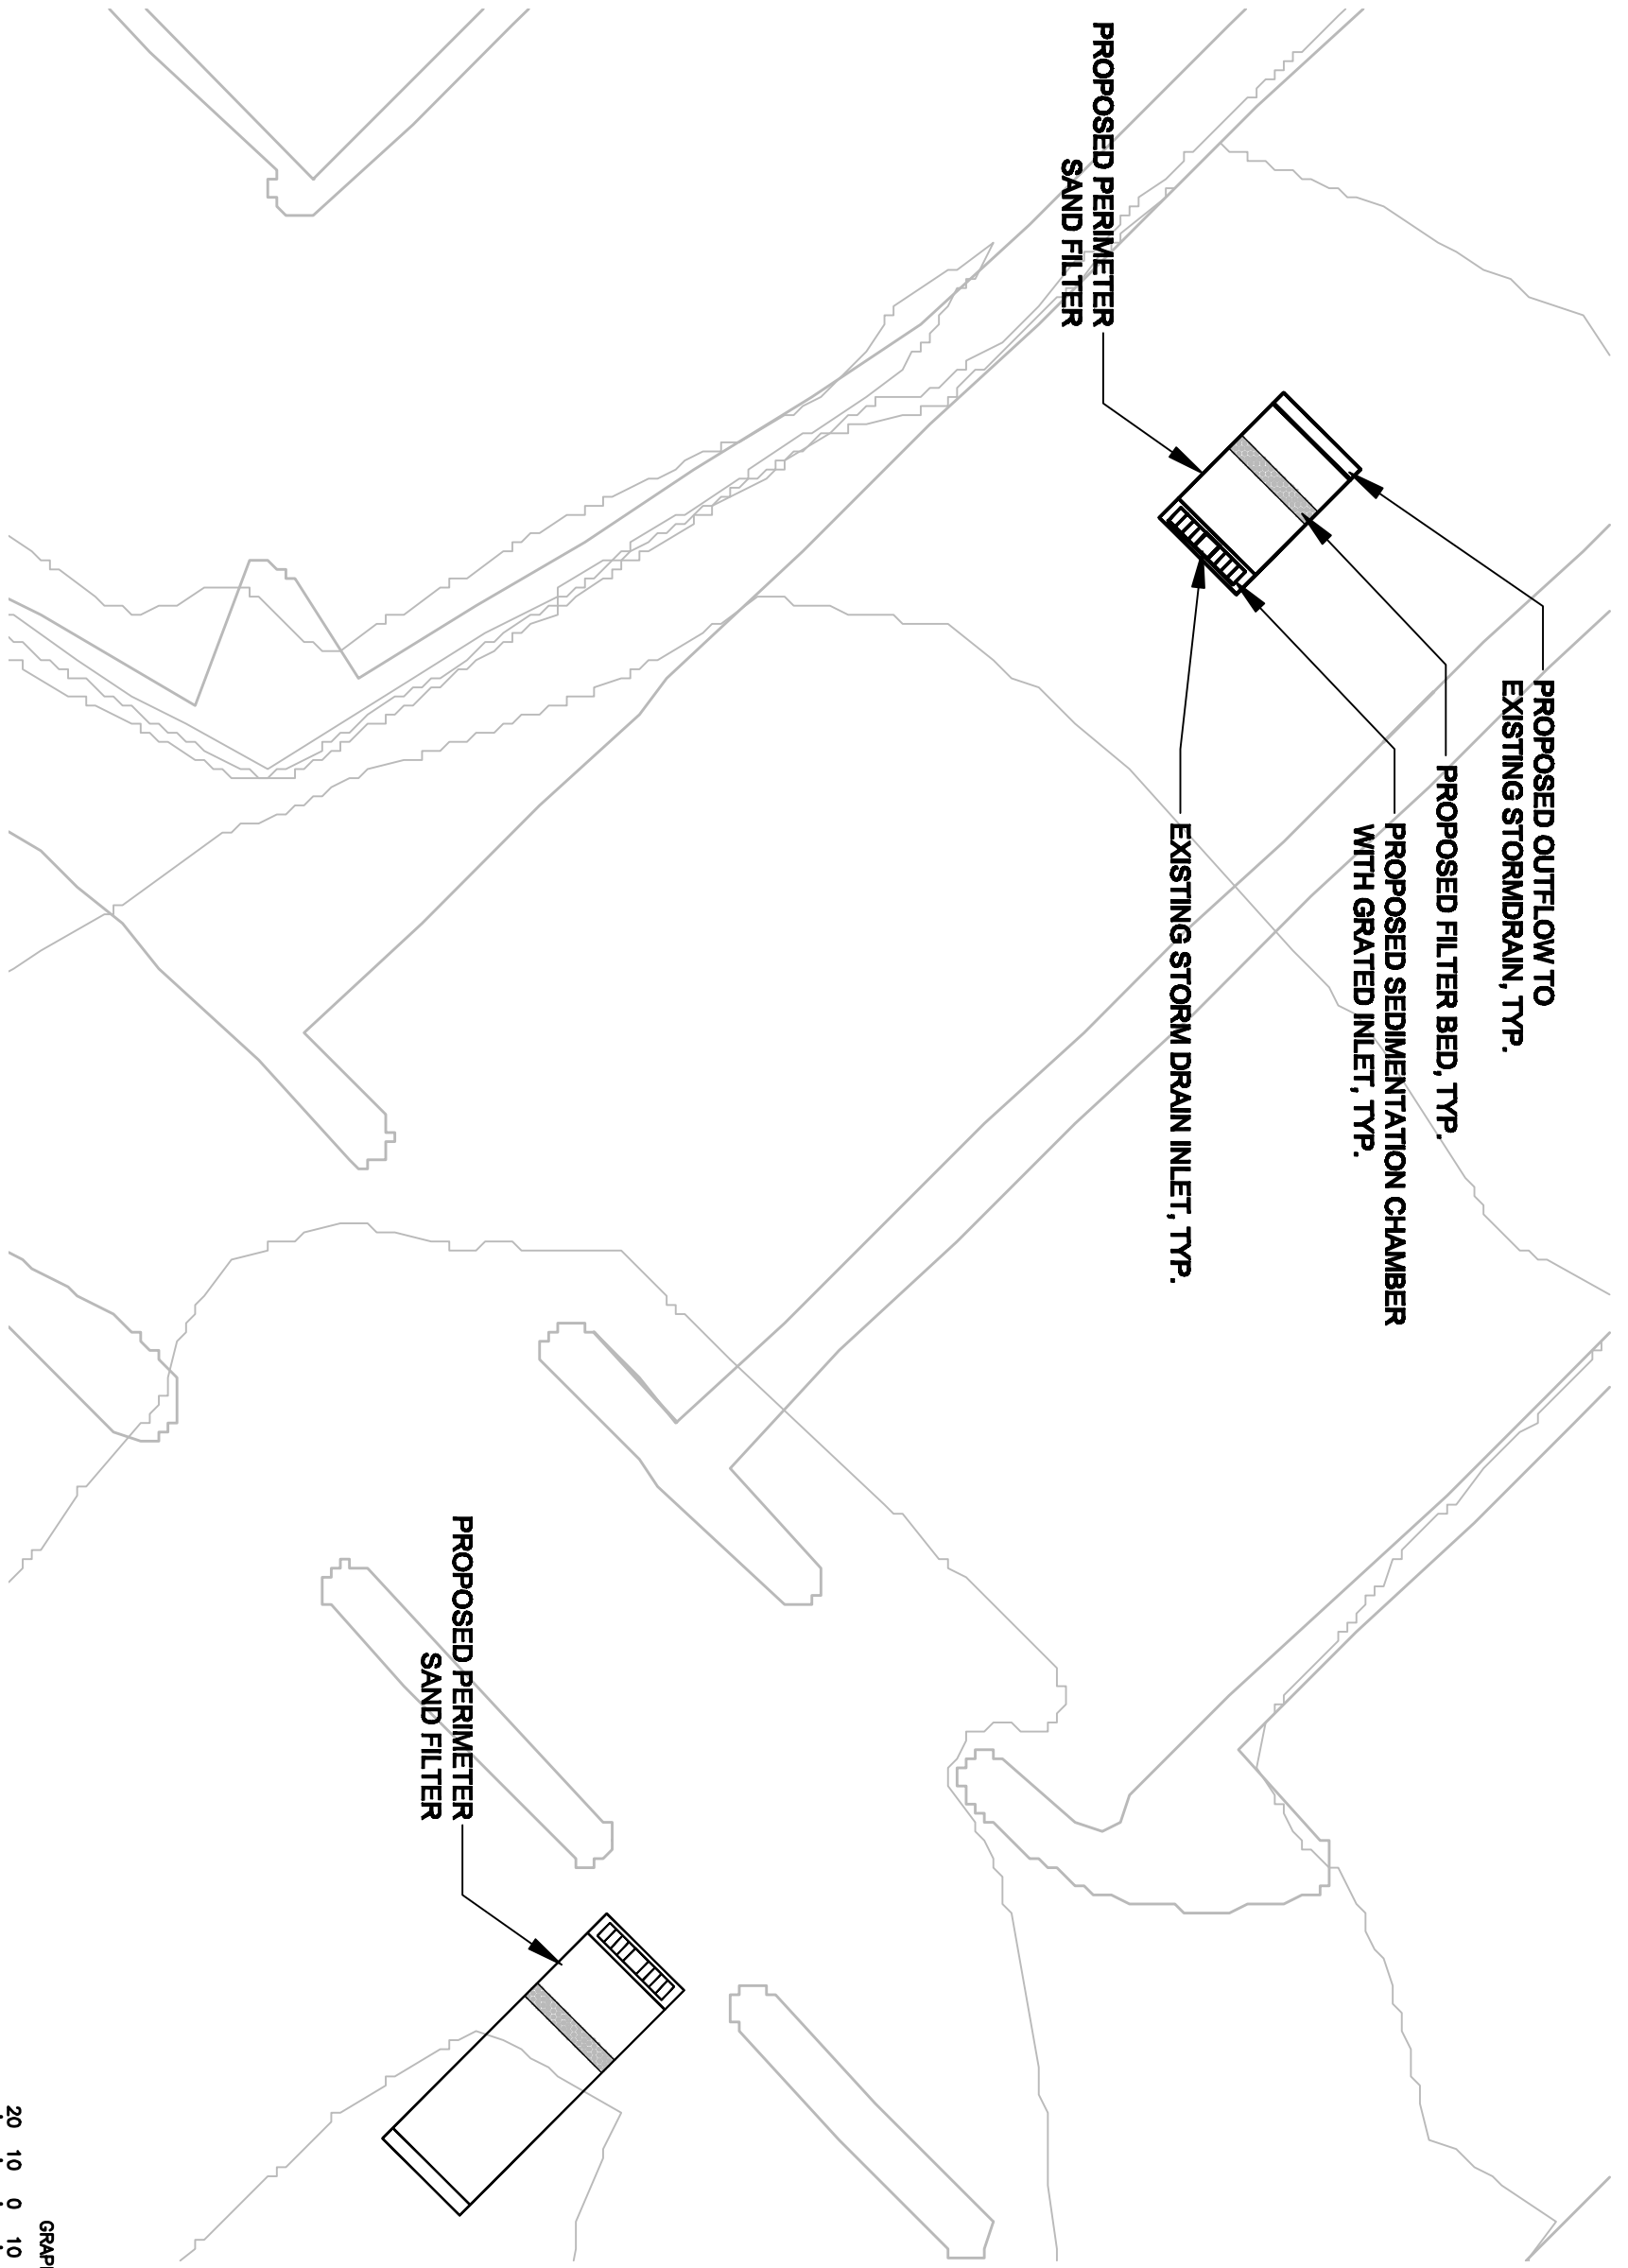 PROPOSED OUTFLOW TO
EXISTING STORMDRAIN, TYP.
PROPOSED FILTER BED, TYP.
PROPOSED SEDIMENTATION CHAMBER
WITH GRATED INLET, TYP.
EXISTING STORM DRAIN INLET, TYP.
PROPOSED PERIMETER
SAND FILTER
PROPOSED PERIMETER
SAND FILTER
20 10 0 10